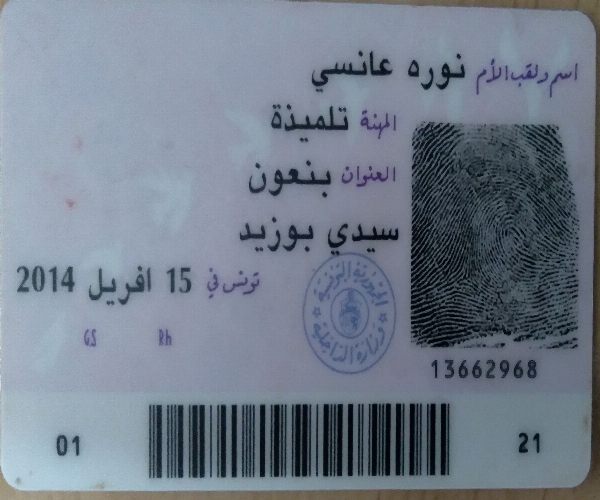 اسم ولقب الأم نوره عانسي
المهنة تلميذة
العنوان بنعون
سيدي بوزيد
تونس في 15 افريل 2014
الجمهورية التونسية
وزارة الداخلية
GS Rh
13662968
01 21